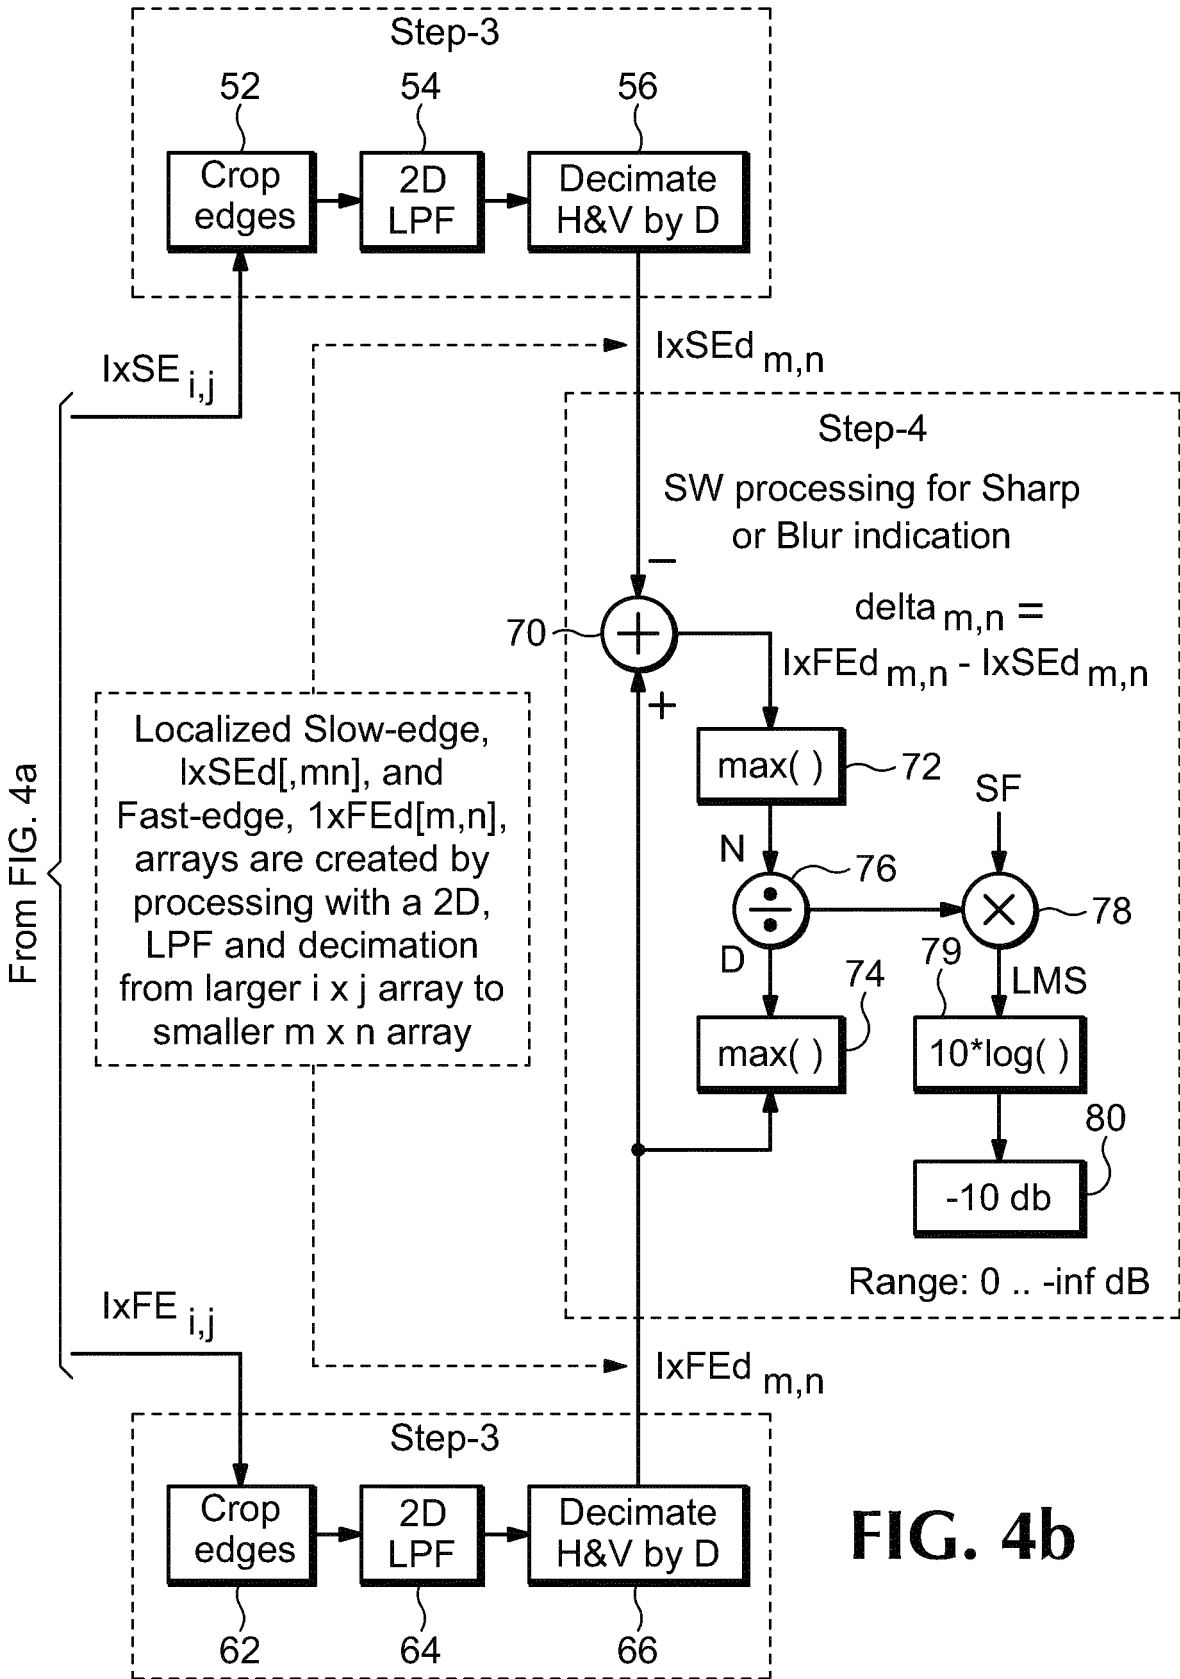 Step-3
52
54
56
Crop
edges
2D
LPF
Decimate
H&V by D
IxSE i,j
IxSEd m,n
Step-4
SW processing for Sharp
or Blur indication
−
70
+
delta m,n =
IxFEd m,n - IxSEd m,n
+
From FIG. 4a
Localized Slow-edge,
IxSEd[,mn], and
Fast-edge, 1xFEd[m,n],
arrays are created by
processing with a 2D,
LPF and decimation
from larger i x j array to
smaller m x n array
max( )
72
SF
N
76
÷
×
78
D
79
LMS
74
max( )
10*log( )
80
-10 db
Range: 0 .. -inf dB
IxFE i,j
IxFEd m,n
Step-3
Crop
edges
2D
LPF
Decimate
H&V by D
62
64
66
FIG. 4b